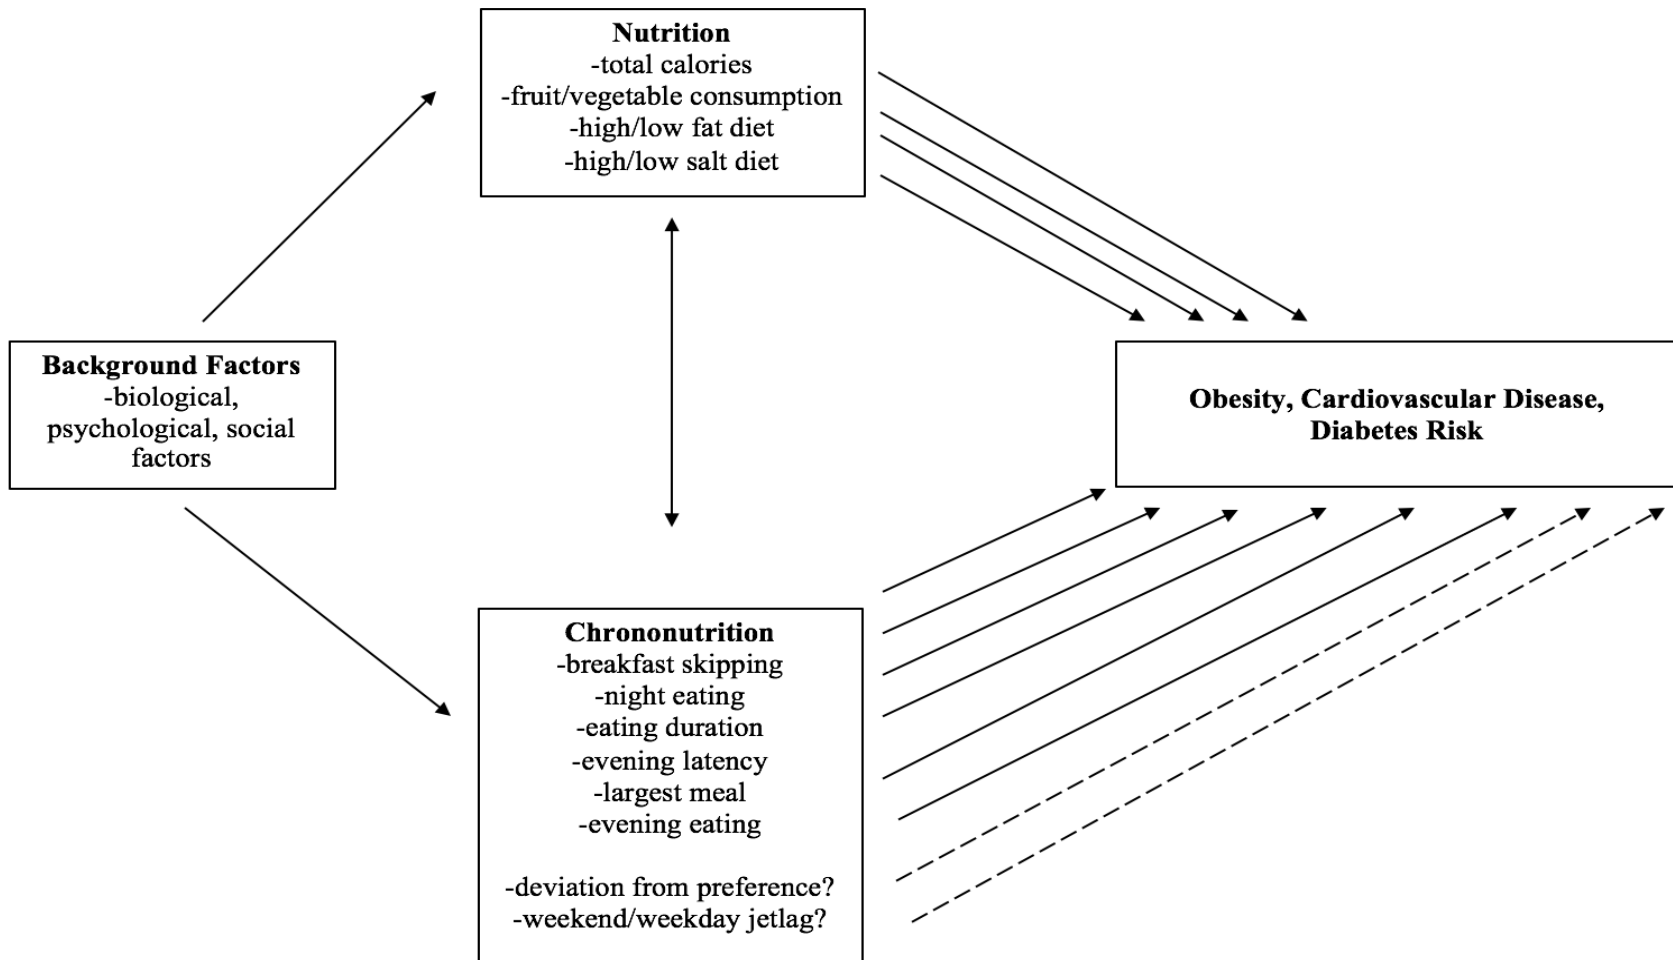 Nutrition
-total calories
-fruit/vegetable consumption
-high/low fat diet
-high/low salt diet
Background Factors
-biological,
psychological, social
factors
Obesity, Cardiovascular Disease,
Diabetes Risk
Chrononutrition
-breakfast skipping
-night eating
-eating duration
-evening latency
-largest meal
-evening eating
-deviation from preference?
-weekend/weekday jetlag?